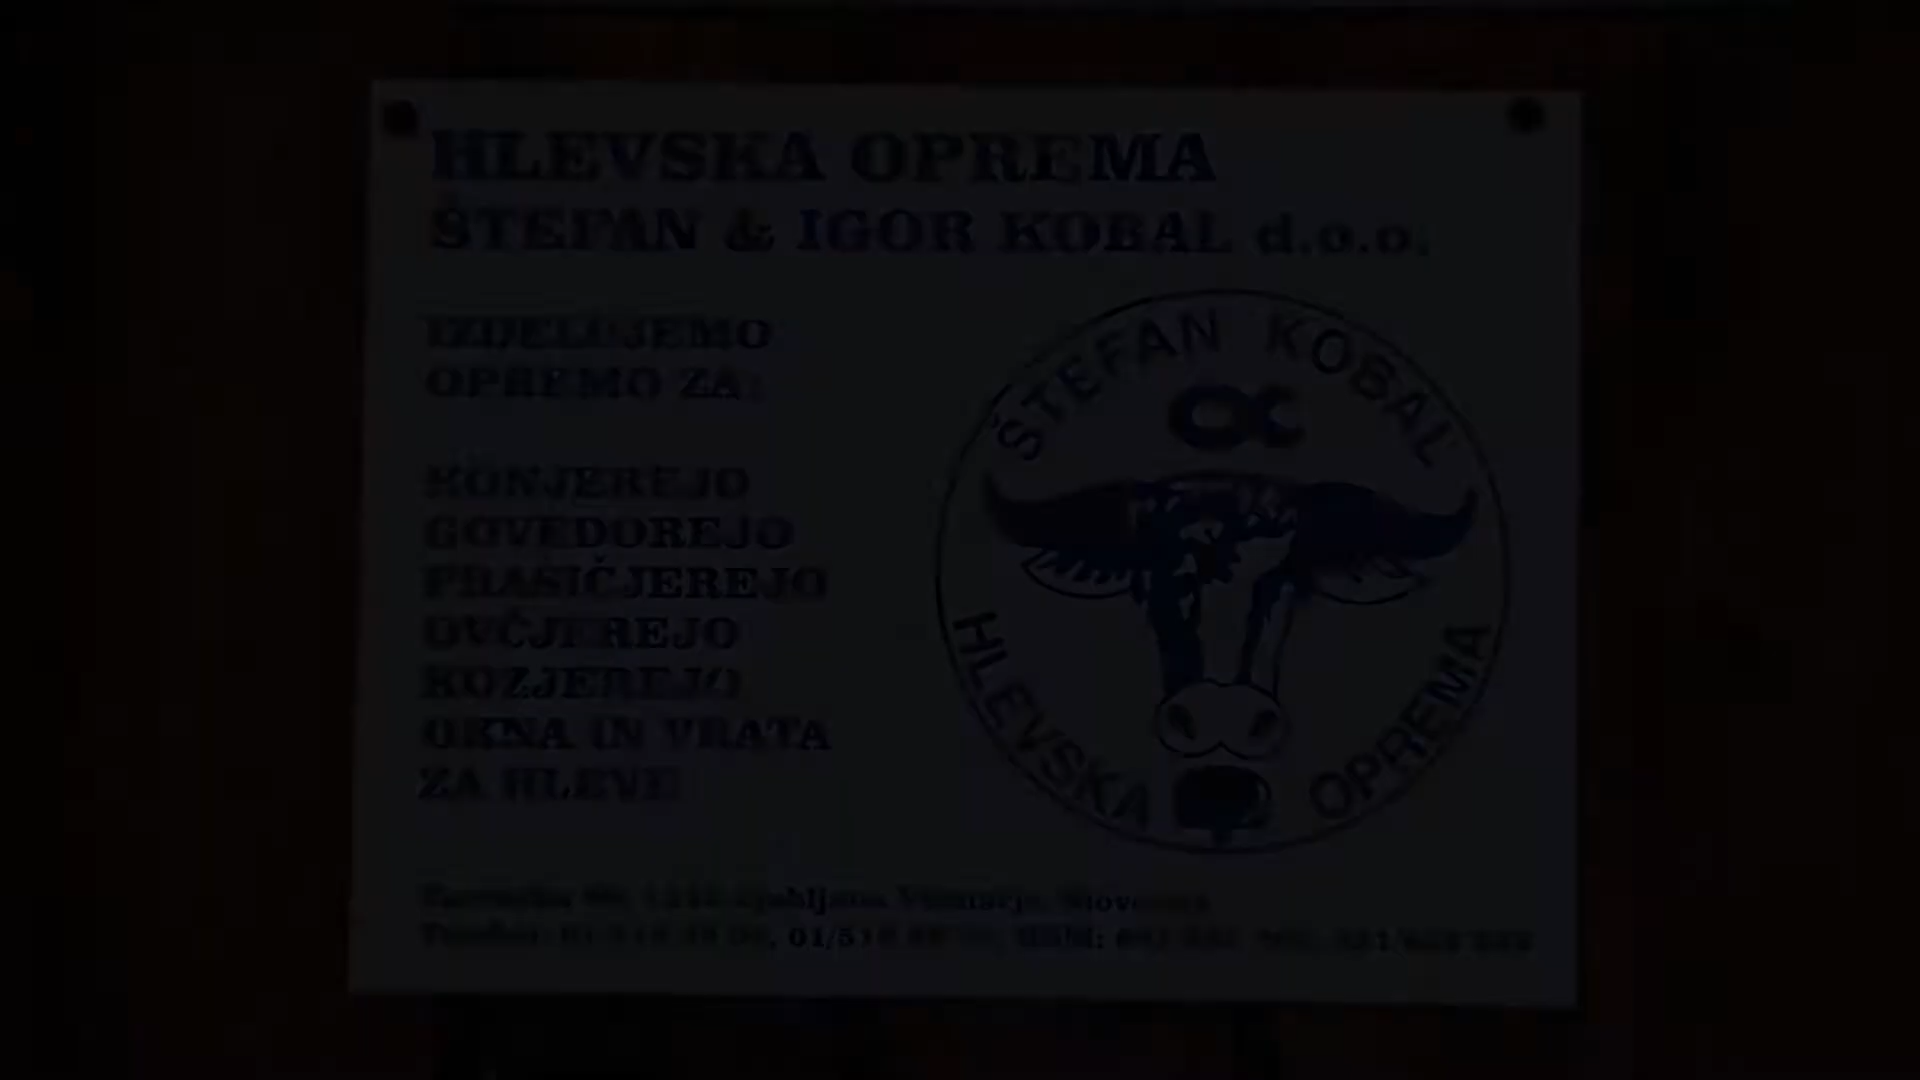 HLEVSKA OPREMA
ŠTEFAN & IGOR KOBAL d.o.o.
IZDELUJEMO
OPREMO ZA:
KONJEREJO
GOVEDOREJO
PRAŠIČJEREJO
OVČJEREJO
KOZJEREJO
OKNA IN VRATA
ZA HLEVE
ŠTEFAN KOBAL
HLEVSKA OPREMA
Ljubljana